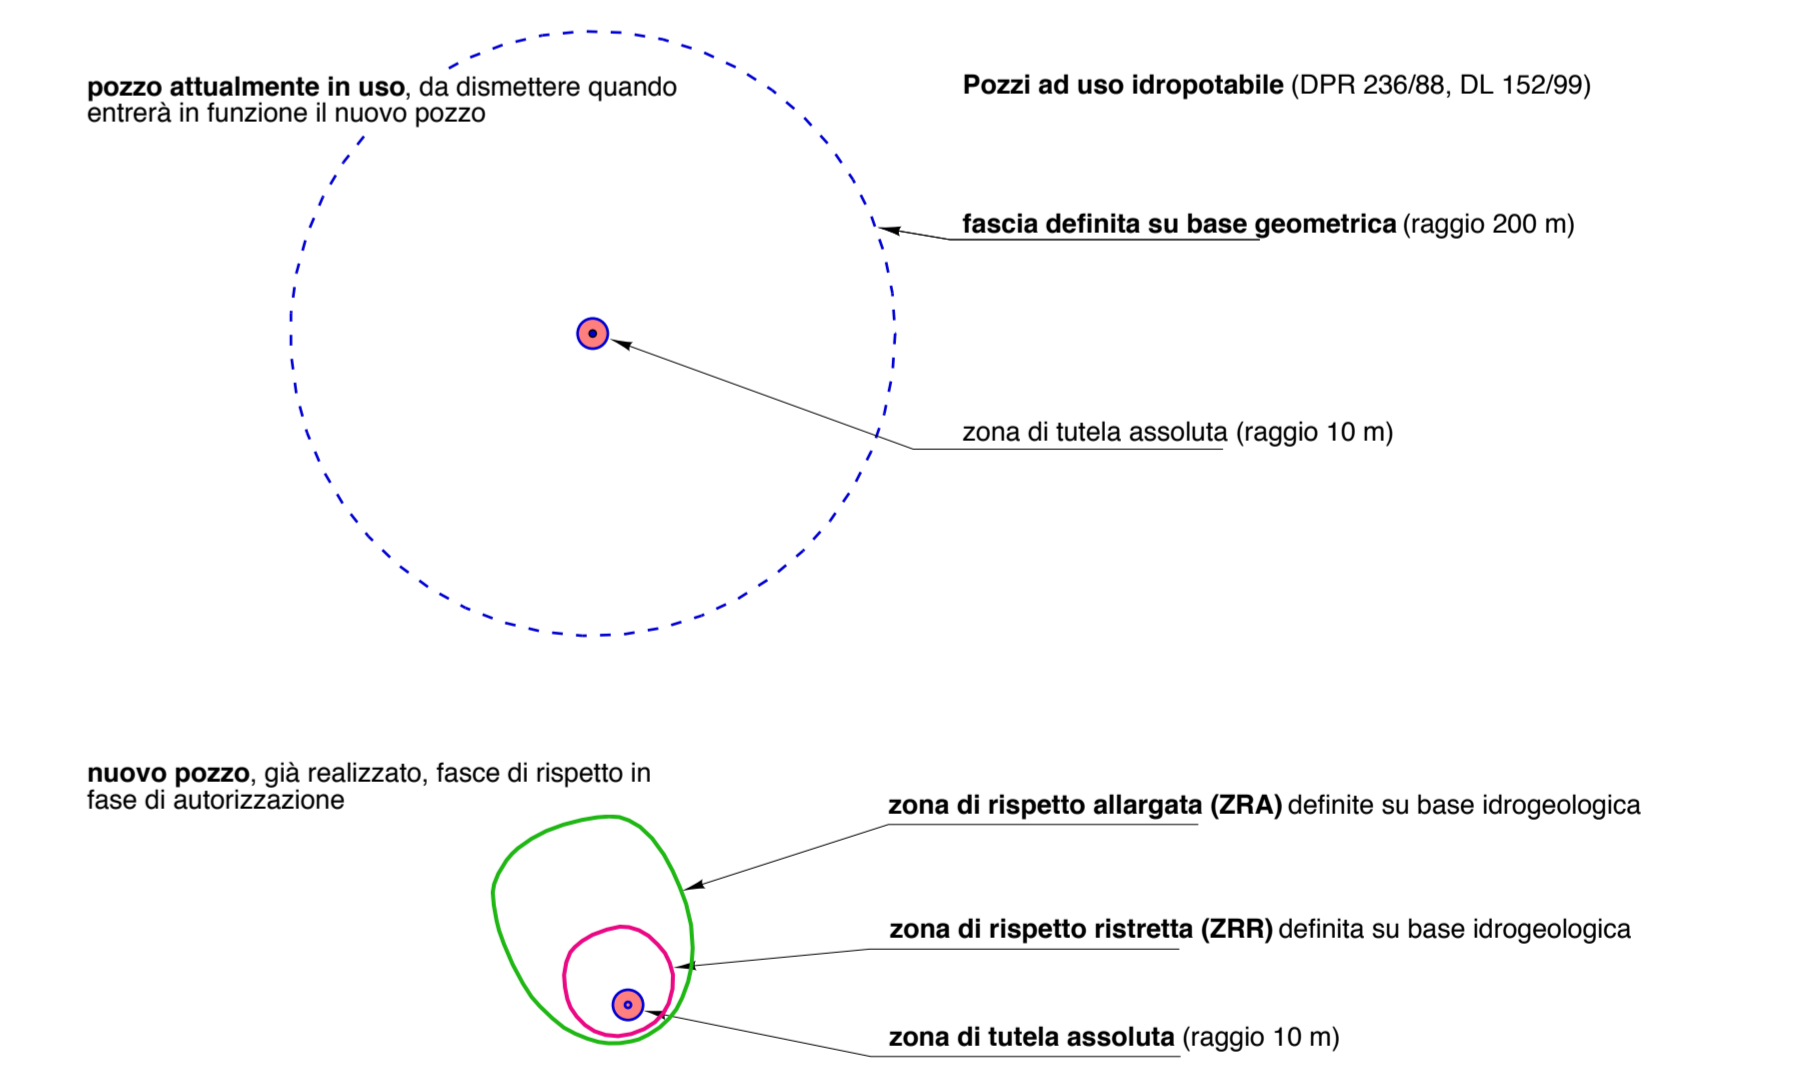 pozzo attualmente in uso, da dismettere quando
entrerà in funzione il nuovo pozzo
Pozzi ad uso idropotabile (DPR 236/88, DL 152/99)
fascia definita su base geometrica (raggio 200 m)
zona di tutela assoluta (raggio 10 m)
nuovo pozzo, già realizzato, fasce di rispetto in
fase di autorizzazione
zona di rispetto allargata (ZRA) definite su base idrogeologica
zona di rispetto ristretta (ZRR) definita su base idrogeologica
zona di tutela assoluta (raggio 10 m)